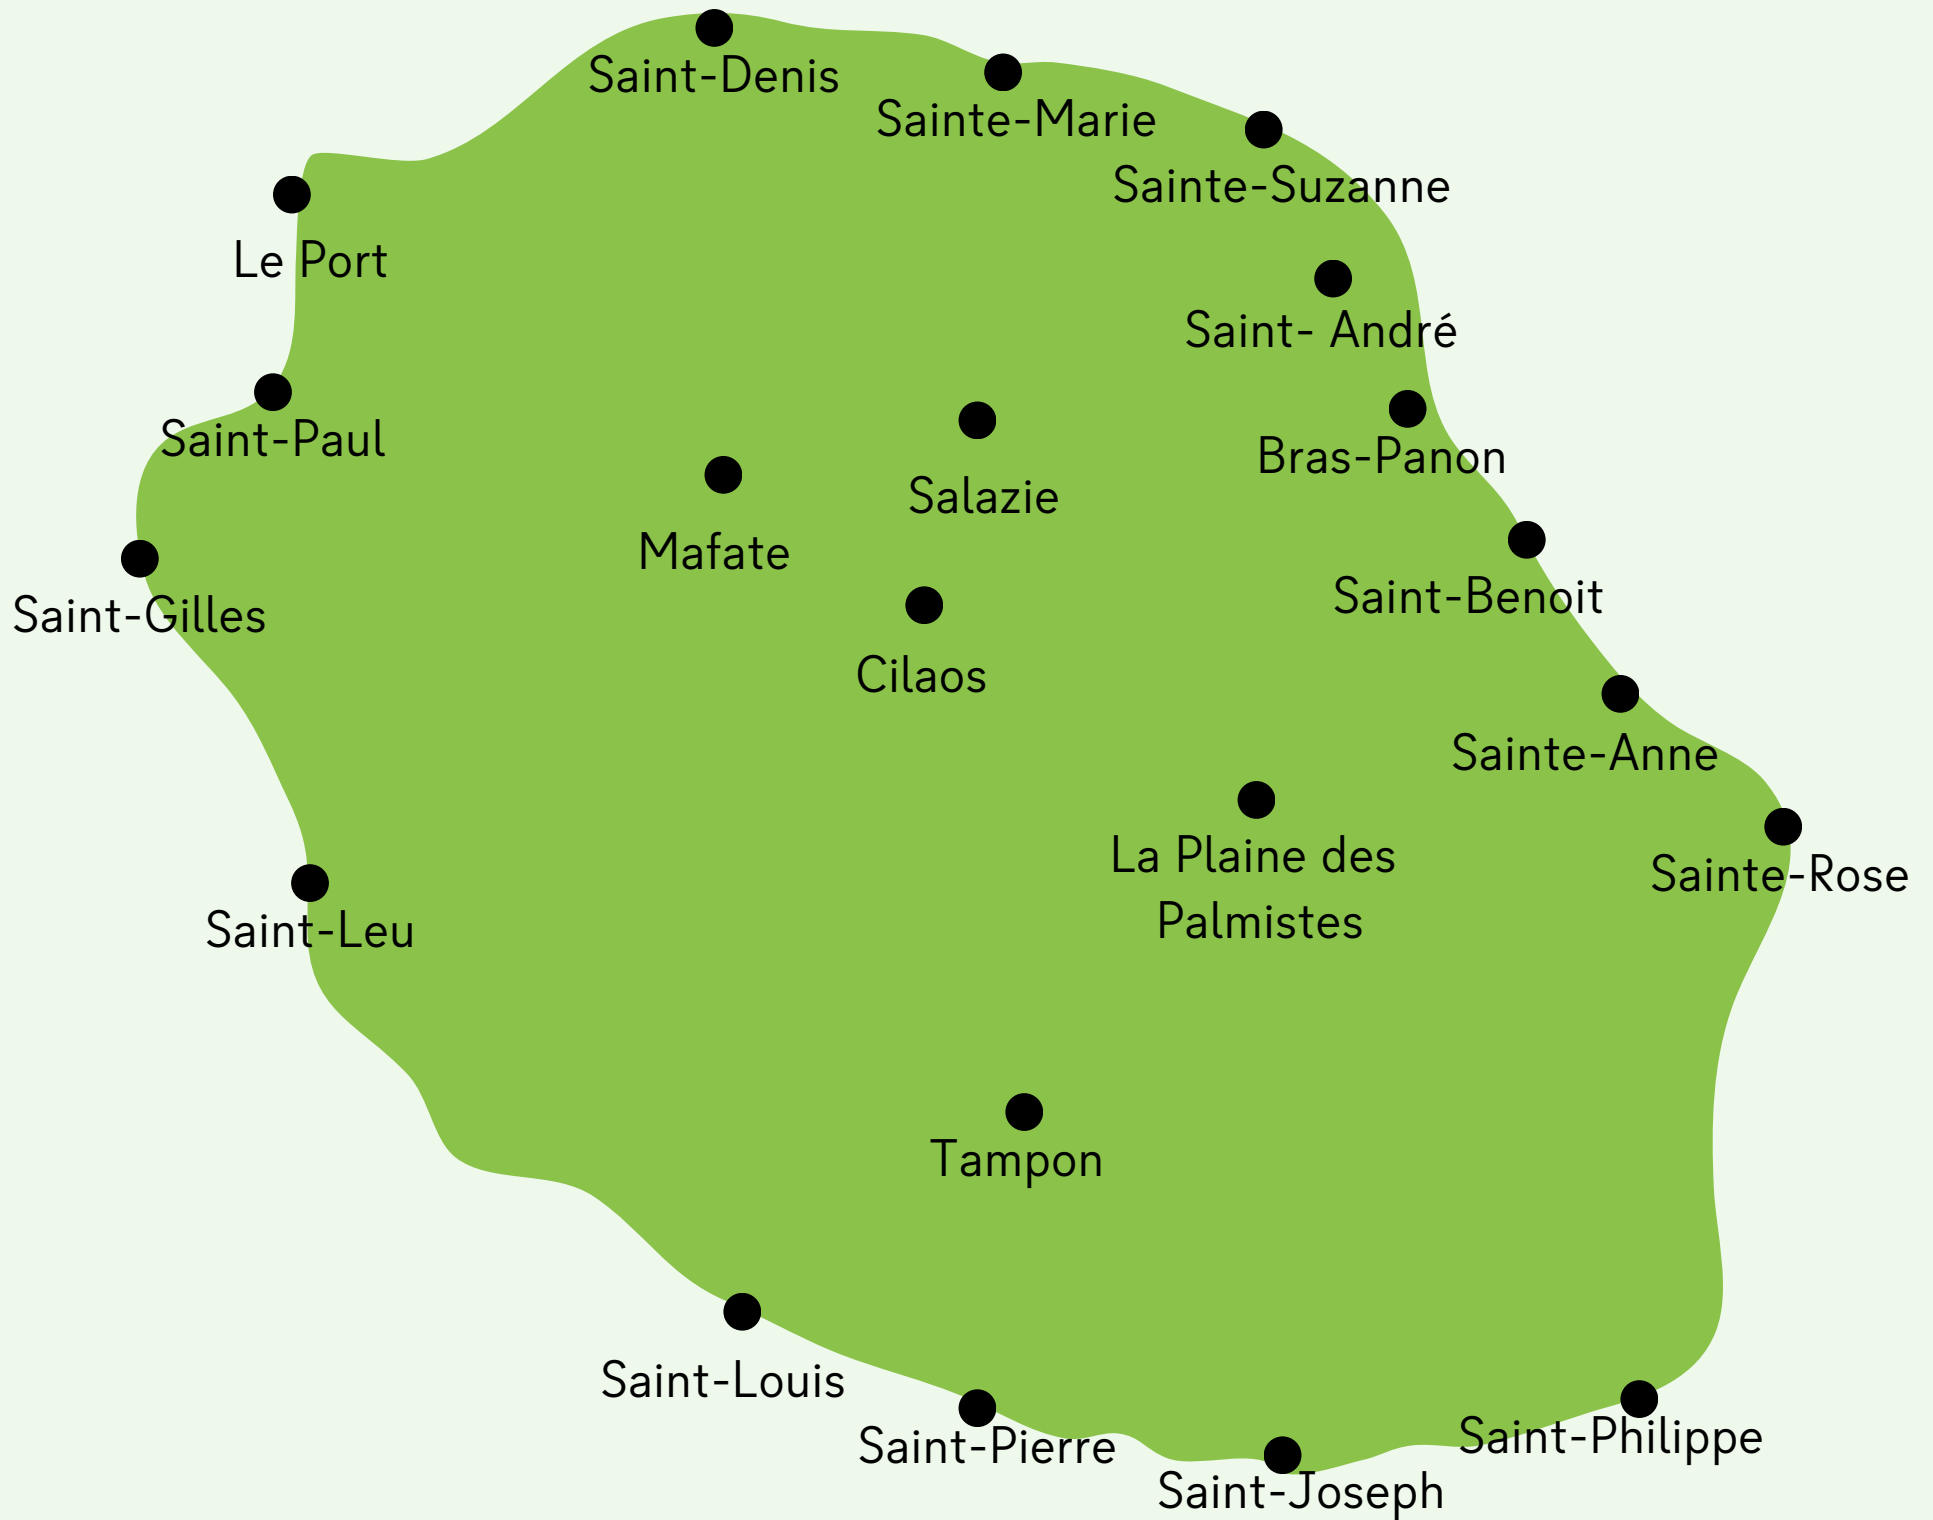 Saint-Denis
Sainte-Marie
Sainte-Suzanne
Le Port
Saint- André
Saint-Paul
Bras-Panon
Salazie
Mafate
Saint-Benoit
Saint-Gilles
Cilaos
Sainte-Anne
La Plaine des
Palmistes
Sainte-Rose
Saint-Leu
Tampon
Saint-Louis
Saint-Philippe
Saint-Pierre
Saint-Joseph